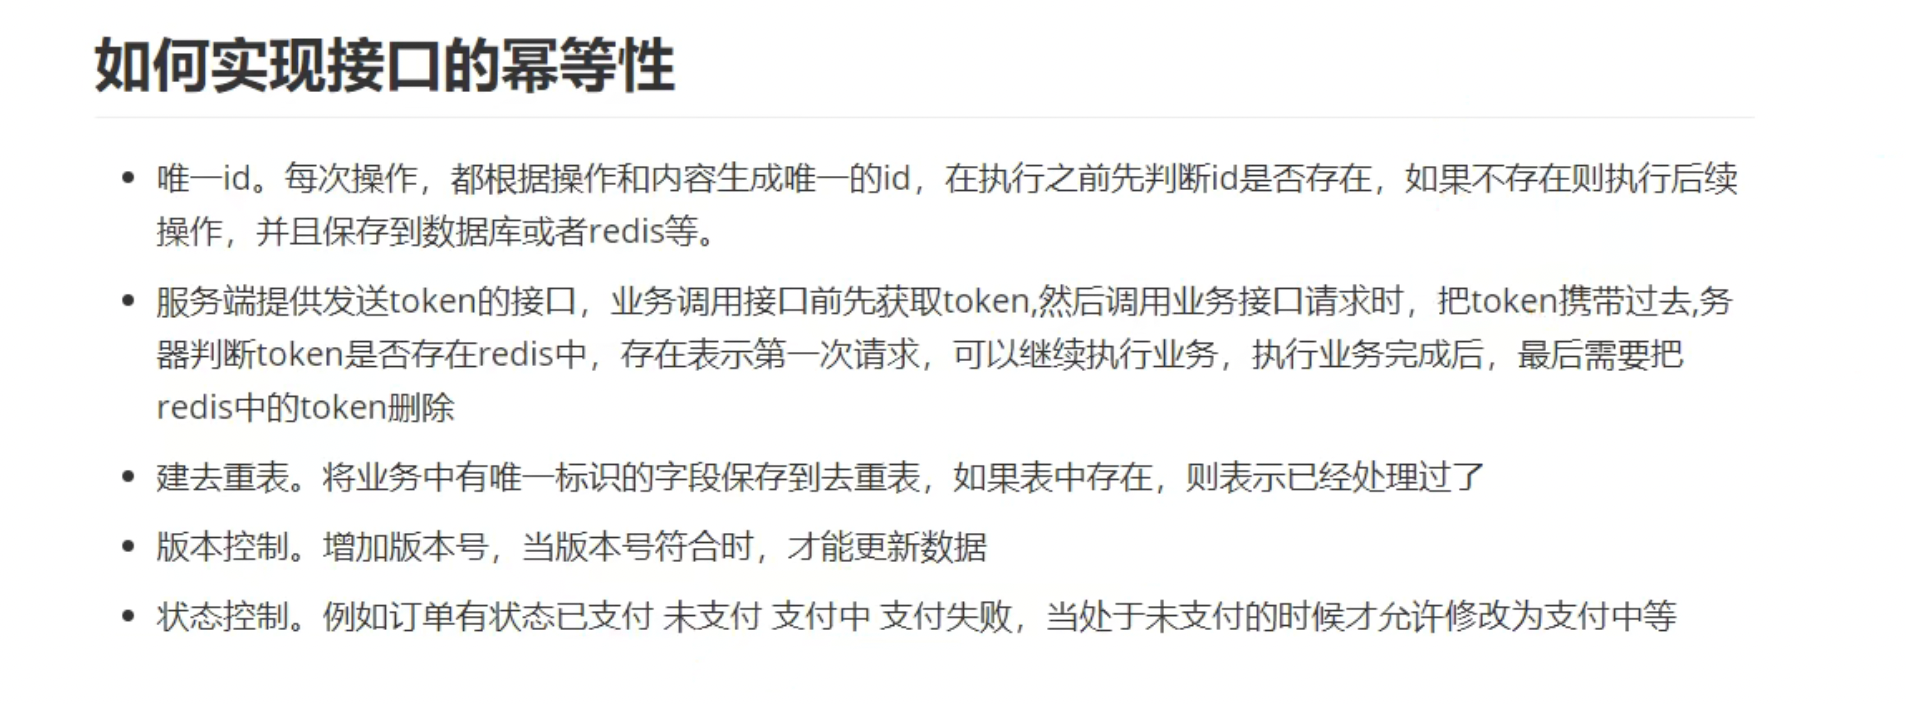 如何实现接口的幂等性
唯一id。每次操作，都根据操作和内容生成唯一的id，在执行之前先判断id是否存在，如果不存在则执行后续
操作，并且保存到数据库或者redis等。
服务端提供发送token的接口，业务调用接口前先获取token,然后调用业务接口请求时，把token携带过去,务
器判断token是否存在redis中，存在表示第一次请求，可以继续执行业务，执行业务完成后，最后需要把
redis中的token删除
建去重表。将业务中有唯一标识的字段保存到去重表，如果表中存在，则表示已经处理过了
版本控制。增加版本号，当版本号符合时，才能更新数据
状态控制。例如订单有状态已支付 未支付 支付中 支付失败，当处于未支付的时候才允许修改为支付中等